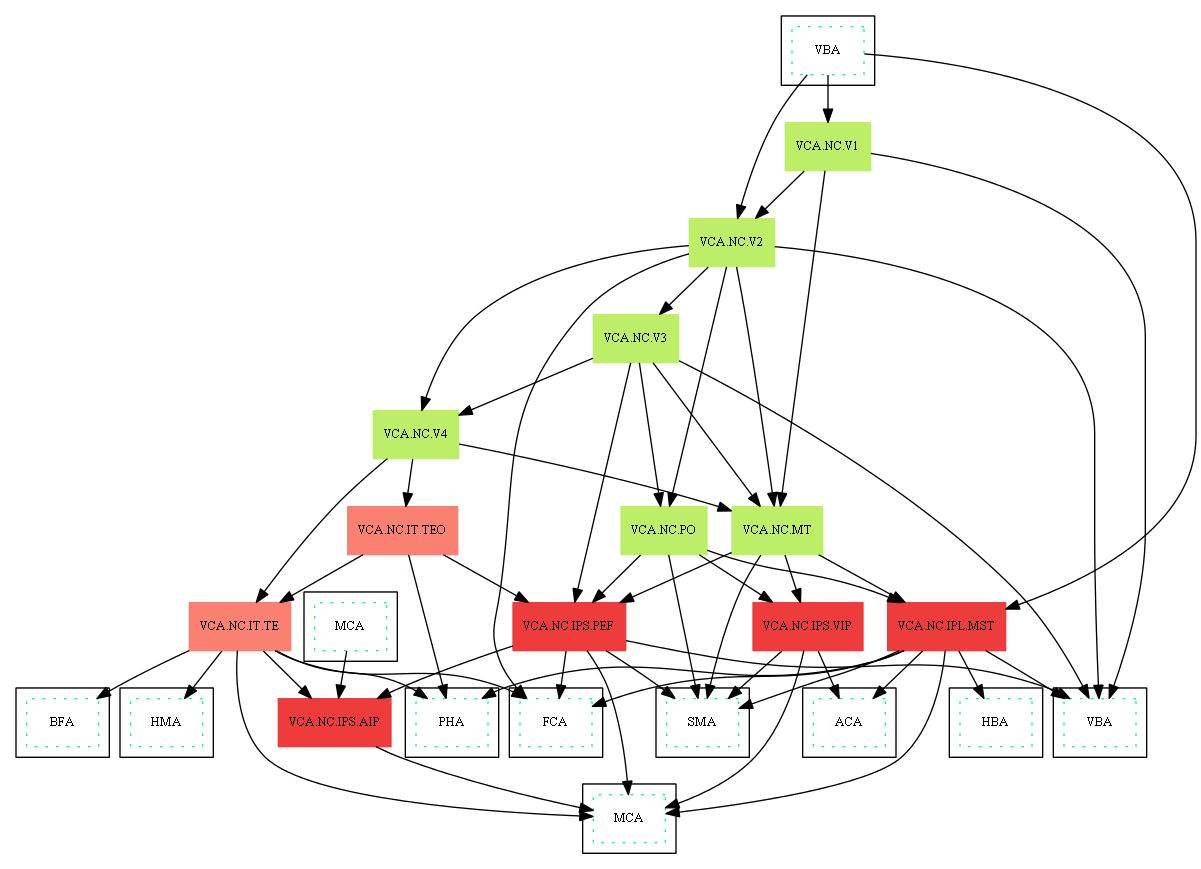 VBA
VCA.NC.V1
VCA.NC.V2
VCA.NC.V3
VCA.NC.V4
VCA.NC.IT.TEO
VCA.NC.PO
VCA.NC.MT
VCA.NC.IT.TE
MCA
VCA.NC.IPS.PEF
VCA.NC.IPS.VIP
VCA.NC.IPL.MST
BFA
HMA
VCA.NC.IPS.AIP
PHA
FCA
SMA
ACA
HBA
VBA
MCA